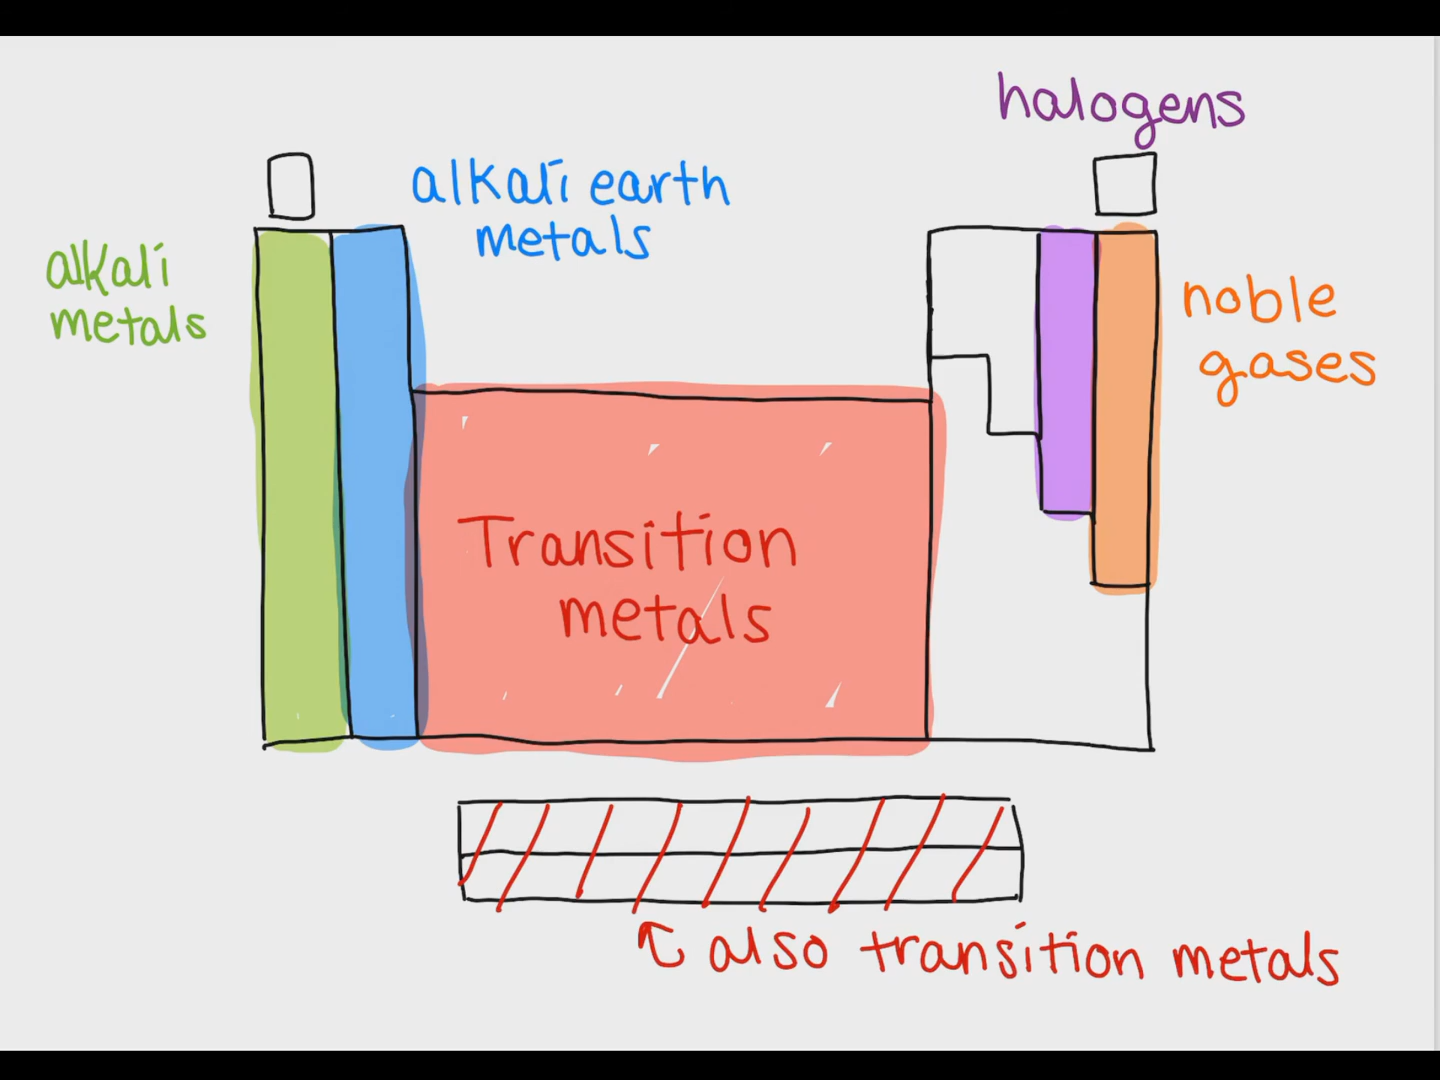 halogens
alkali earth
metals
alkali
metals
noble
gases
Transition
metals
also transition metals